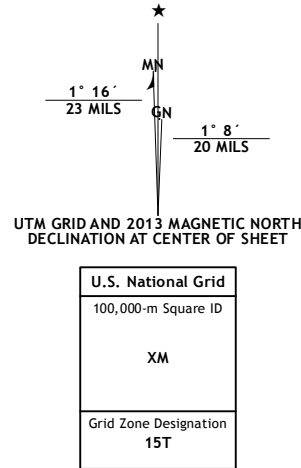 ★
MN
1° 16´
23 MILS
GN
1° 8´
20 MILS
UTM GRID AND 2013 MAGNETIC NORTH
DECLINATION AT CENTER OF SHEET
U.S. National Grid
100,000-m Square ID
XM
Grid Zone Designation
15T